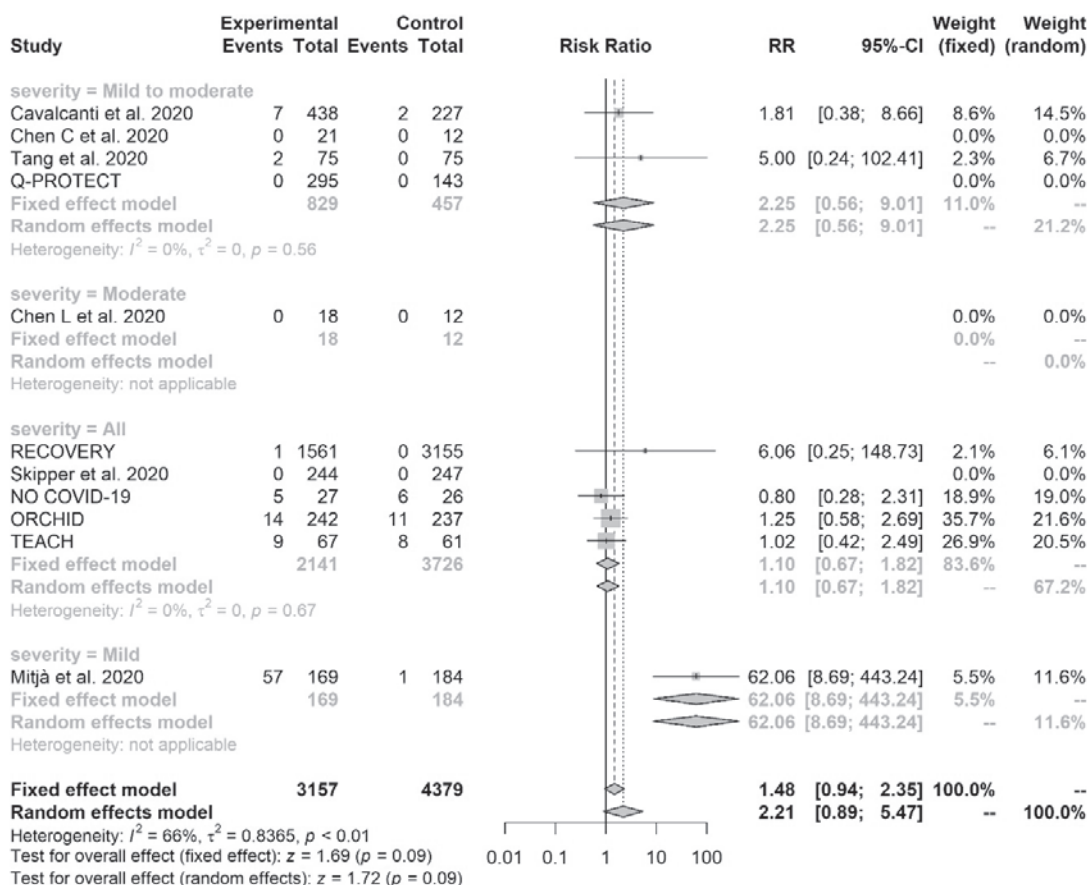 Experimental Control Weight Weight
Study Events Total Events Total Risk Ratio RR 95%-CI (fixed) (random)
severity = Mild to moderate
Cavalcanti et al. 2020 7 438 2 227 1.81 [0.38; 8.66] 8.6% 14.5%
Chen C et al. 2020 0 21 0 12 0.0% 0.0%
Tang et al. 2020 2 75 0 75 5.00 [0.24; 102.41] 2.3% 6.7%
Q-PROTECT 0 295 0 143 0.0% 0.0%
Fixed effect model 829 457 2.25 [0.56; 9.01] 11.0% --
Random effects model 2.25 [0.56; 9.01] -- 21.2%
Heterogeneity: I² = 0%, τ² = 0, p = 0.56
severity = Moderate
Chen L et al. 2020 0 18 0 12 0.0% 0.0%
Fixed effect model 18 12 0.0% --
Random effects model -- 0.0%
Heterogeneity: not applicable
severity = All
RECOVERY 1 1561 0 3155 6.06 [0.25; 148.73] 2.1% 6.1%
Skipper et al. 2020 0 244 0 247 0.0% 0.0%
NO COVID-19 5 27 6 26 0.80 [0.28; 2.31] 18.9% 19.0%
ORCHID 14 242 11 237 1.25 [0.58; 2.69] 35.7% 21.6%
TEACH 9 67 8 61 1.02 [0.42; 2.49] 26.9% 20.5%
Fixed effect model 2141 3726 1.10 [0.67; 1.82] 83.6% --
Random effects model 1.10 [0.67; 1.82] -- 67.2%
Heterogeneity: I² = 0%, τ² = 0, p = 0.67
severity = Mild
Mitjà et al. 2020 57 169 1 184 62.06 [8.69; 443.24] 5.5% 11.6%
Fixed effect model 169 184 62.06 [8.69; 443.24] 5.5% --
Random effects model 62.06 [8.69; 443.24] -- 11.6%
Heterogeneity: not applicable
Fixed effect model 3157 4379 1.48 [0.94; 2.35] 100.0% --
Random effects model 2.21 [0.89; 5.47] -- 100.0%
Heterogeneity: I² = 66%, τ² = 0.8365, p < 0.01
Test for overall effect (fixed effect): z = 1.69 (p = 0.09)
0.01 0.1 1 10 100
Test for overall effect (random effects): z = 1.72 (p = 0.09)